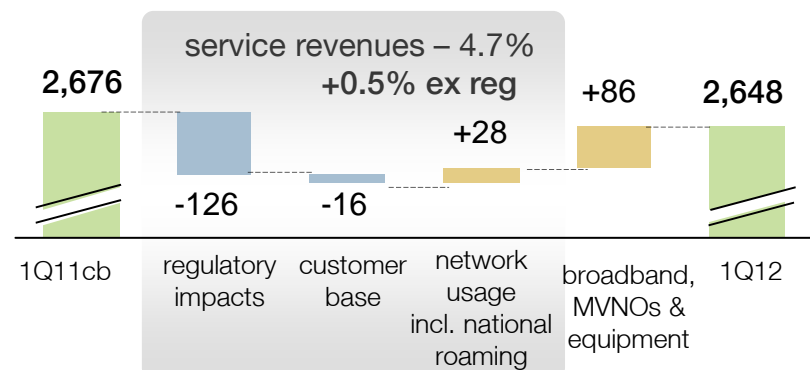 service revenues – 4.7%
+0.5% ex reg
2,676
+86
2,648
+28
-126
-16
1Q11cb
regulatory
impacts
customer
base
network
usage
incl. national
roaming
broadband,
MVNOs &
equipment
1Q12